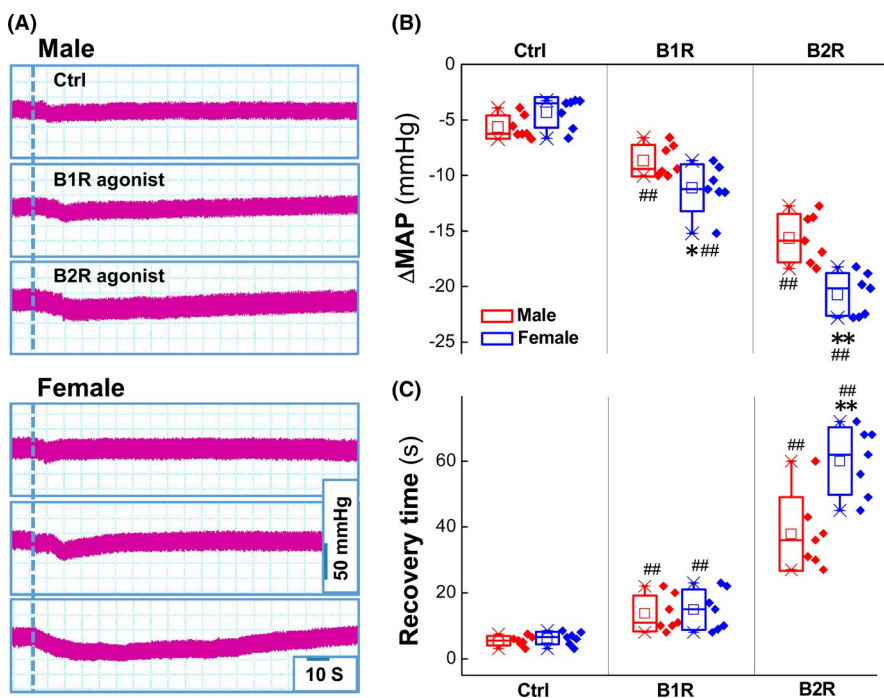 (A)
Male
Ctrl
B1R agonist
B2R agonist
Female
50 mmHg
10 S
(B)
Ctrl B1R B2R
ΔMAP (mmHg)
0
-5
-10
-15
-20
-25
##
* ##
##
**
##
Male
Female
(C)
Recovery time (s)
60
40
20
0
##
##
##
##
**
Ctrl B1R B2R